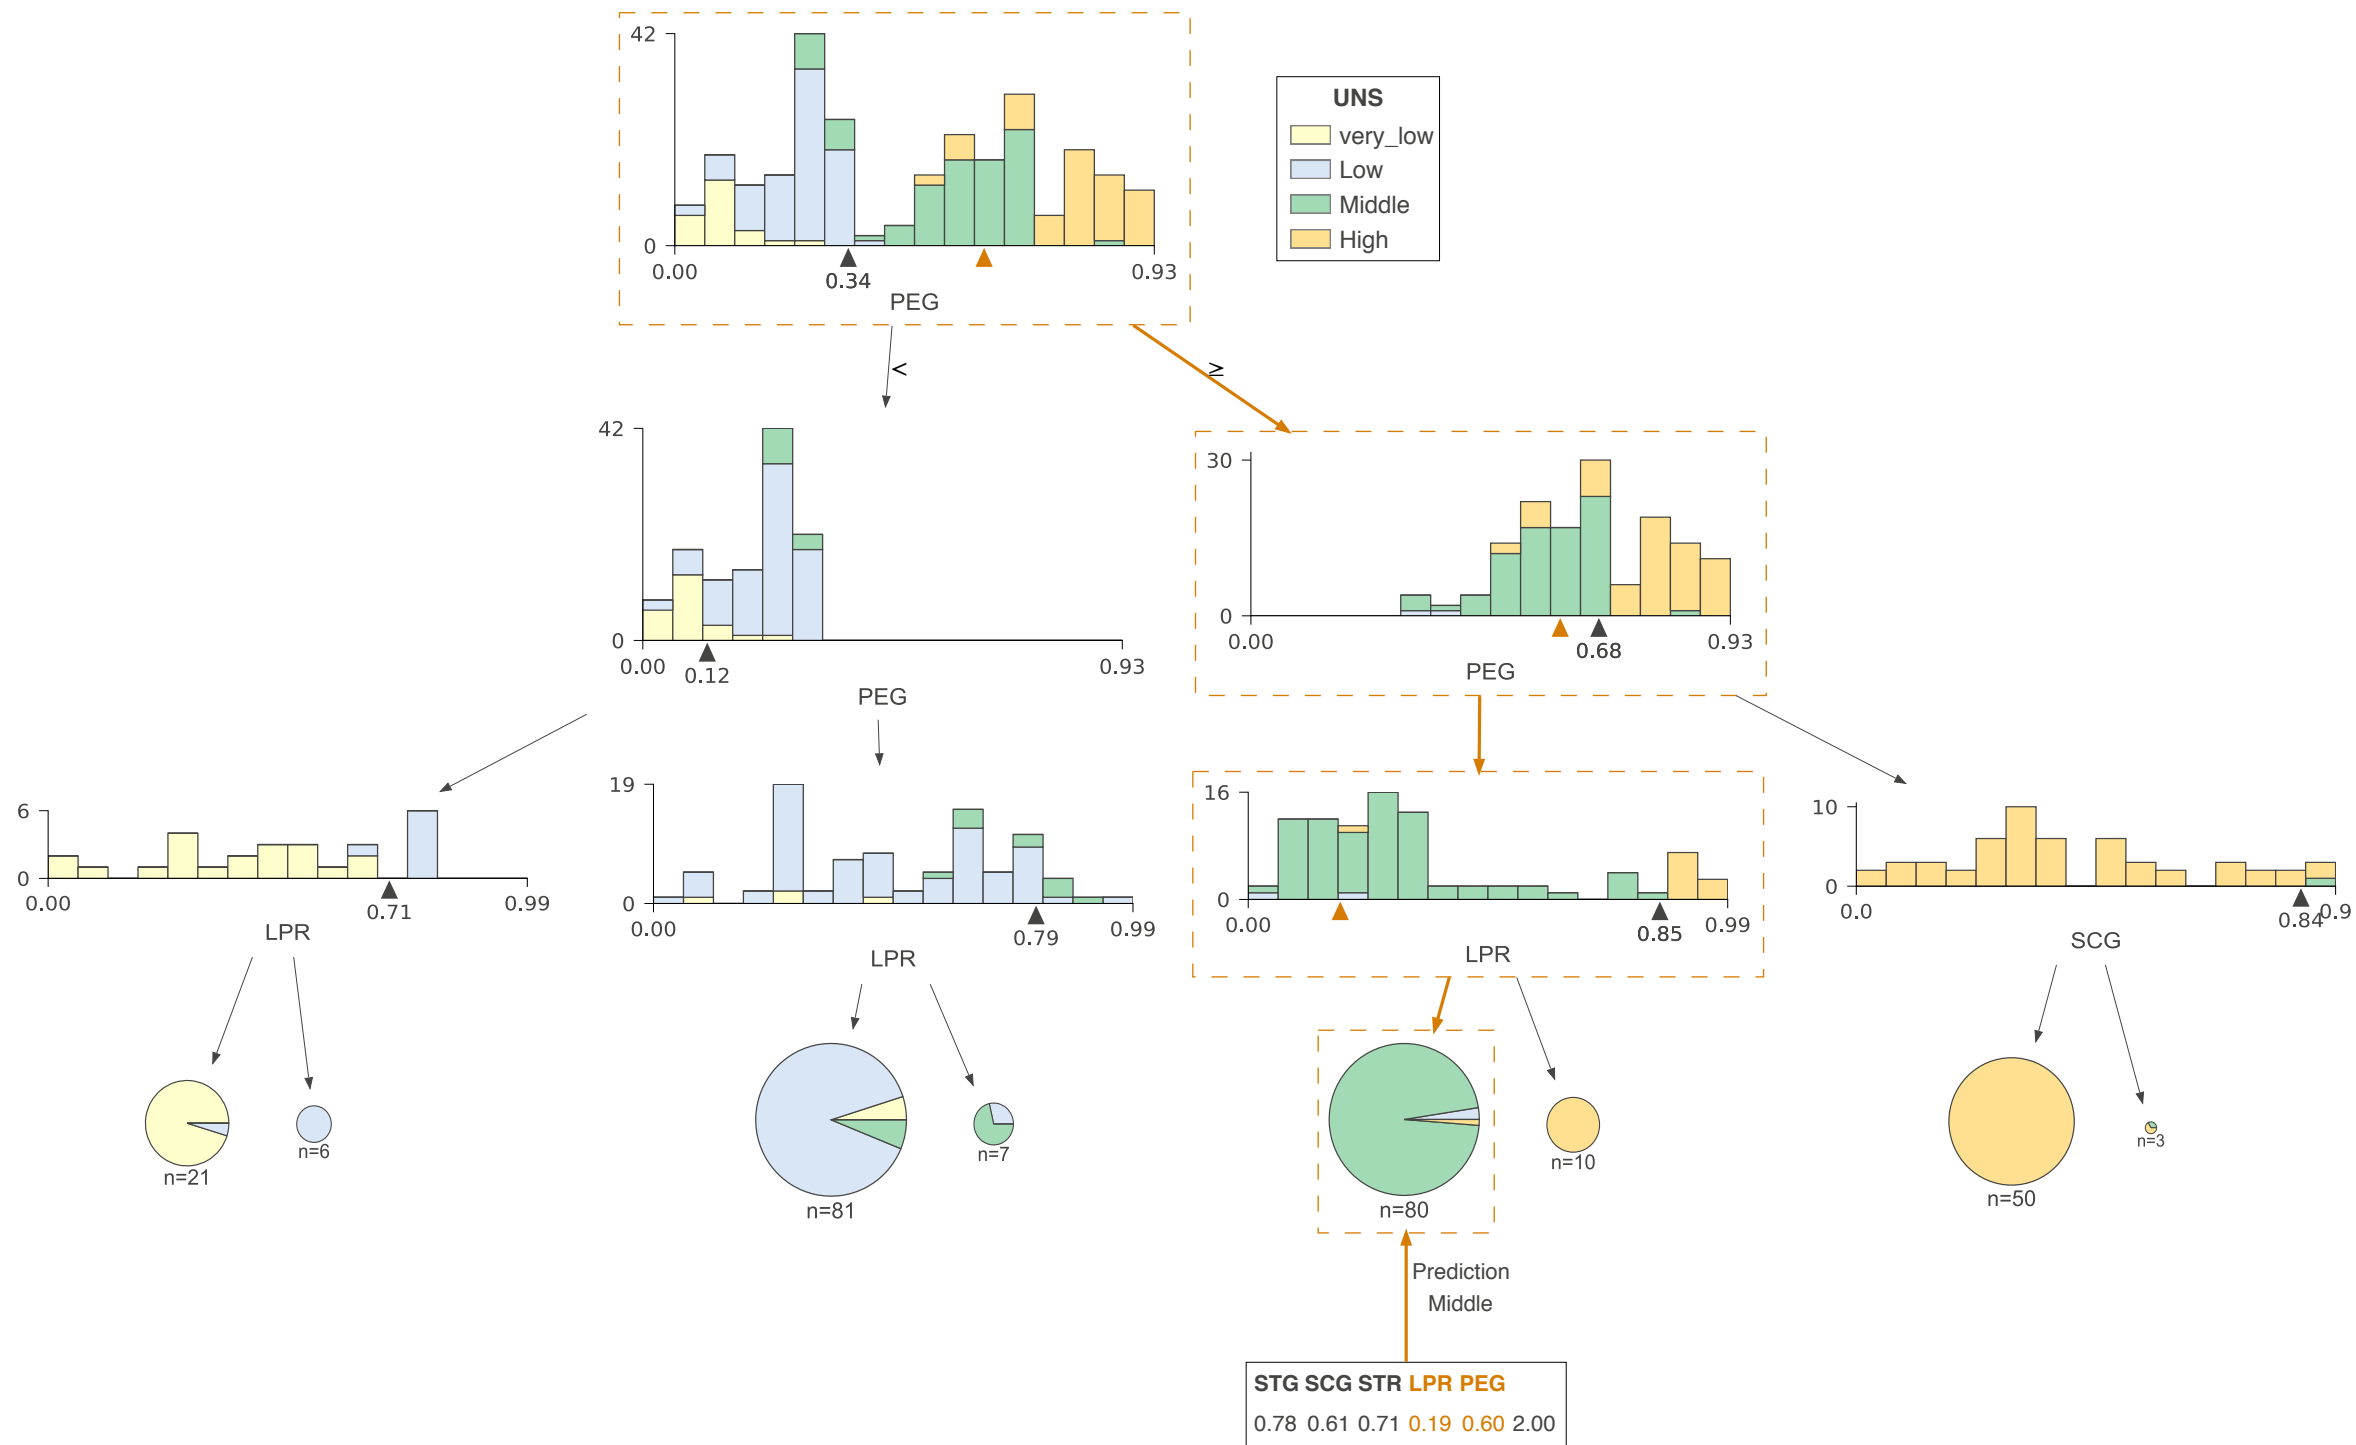 42
0
0.00
0.34
0.93
PEG
UNS
very_low
Low
Middle
High
<
≥
42
0
0.00
0.12
0.93
PEG
30
0
0.00
0.68
0.93
PEG
6
0
0.00
0.71
0.99
LPR
19
0
0.00
0.79
0.99
LPR
16
0
0.00
0.85
0.99
LPR
10
0
0.0
0.84
0.9
SCG
n=21
n=6
n=81
n=7
n=80
n=10
n=50
n=3
Prediction
Middle
STG SCG STR LPR PEG
0.78 0.61 0.71 0.19 0.60 2.00